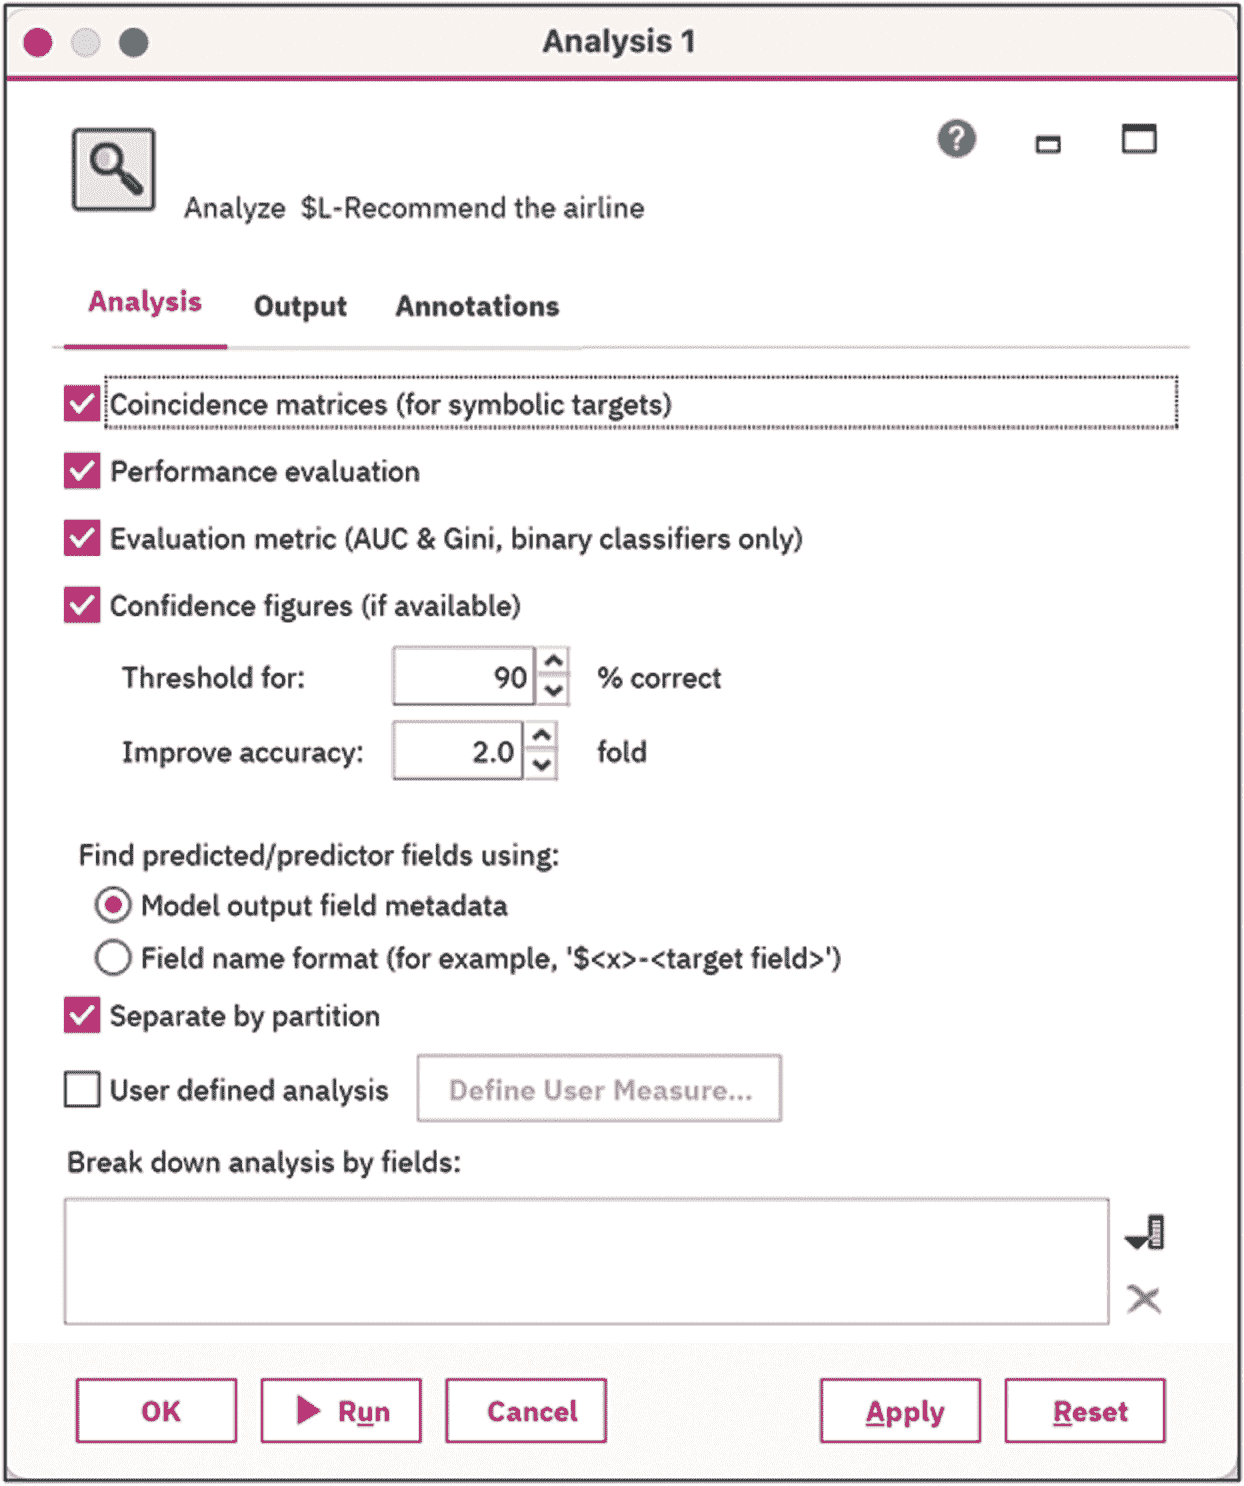 Analysis 1
?
Analyze $L-Recommend the airline
Analysis Output Annotations
Coincidence matrices (for symbolic targets)
Performance evaluation
Evaluation metric (AUC & Gini, binary classifiers only)
Confidence figures (if available)
Threshold for: 90 % correct
Improve accuracy: 2.0 fold
Find predicted/predictor fields using:
Model output field metadata
Field name format (for example, '$<x>-<target field>')
Separate by partition
User defined analysis Define User Measure...
Break down analysis by fields:
OK Run Cancel Apply Reset